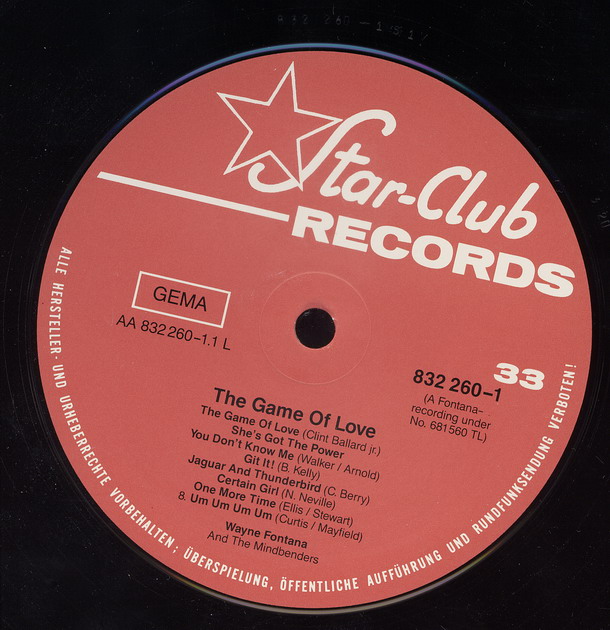 Star-Club
RECORDS
GEMA
AA 832 260-1.1 L
33
832 260-1
(A Fontana-
recording under
No. 681560 TL)
The Game Of Love
The Game Of Love (Clint Ballard jr.)
She's Got The Power
You Don't Know Me (Walker / Arnold)
Git It! (B. Kelly)
Jaguar And Thunderbird (C. Berry)
Certain Girl (N. Neville)
One More Time (Ellis / Stewart)
8. Um Um Um Um (Curtis / Mayfield)
Wayne Fontana
And The Mindbenders
ALLE HERSTELLER- UND URHEBERRECHTE VORBEHALTEN; ÜBERSPIELUNG, ÖFFENTLICHE AUFFÜHRUNG UND RUNDFUNKSENDUNG VERBOTEN!